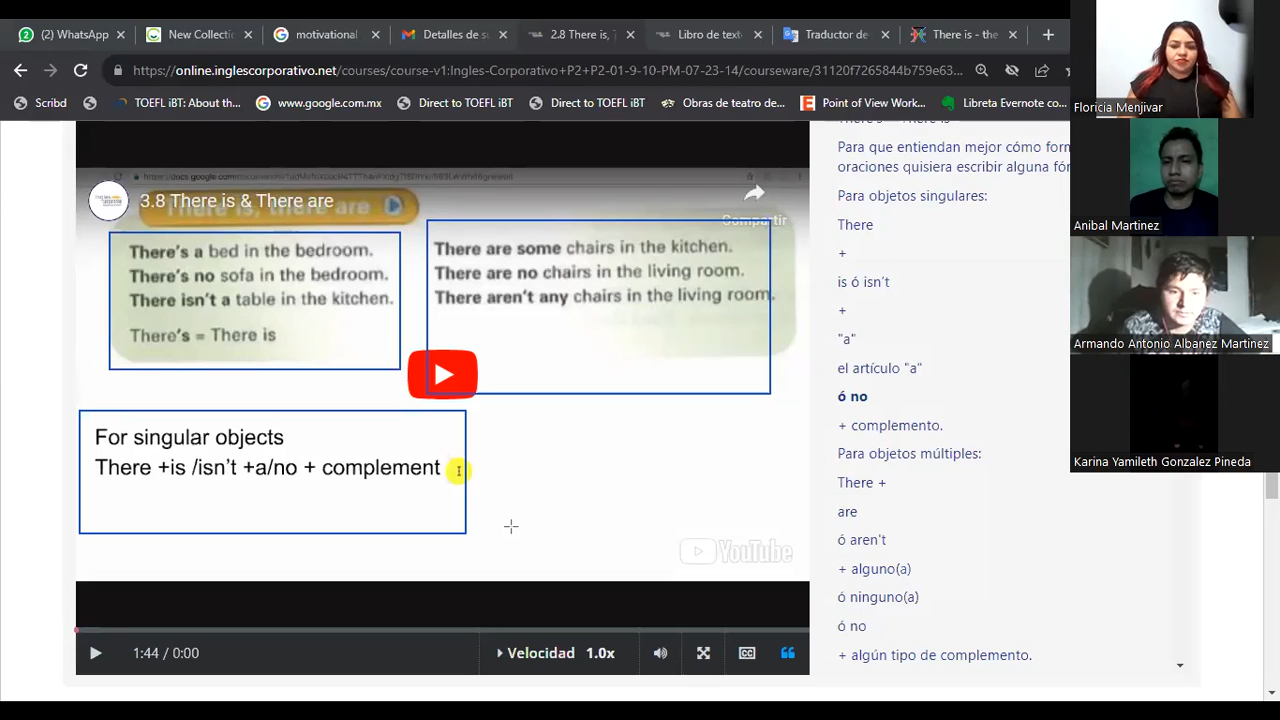 (2) WhatsApp
New Collecti
motivational
Detalles de s
2.8 There is,
Libro de text
Traductor de
There is - the
https://online.inglescorporativo.net/courses/course-v1:Ingles-Corporativo+P2+P2-01-9-10-PM-07-23-14/courseware/31120f7265844b759e63...
Scribd
TOEFL iBT: About th...
www.google.com.mx
Direct to TOEFL iBT
Direct to TOEFL iBT
Obras de teatro de...
Point of View Work...
Libreta Evernote co...
3.8 There is & There are
There is, there are
Compartir
There's a bed in the bedroom.
There's no sofa in the bedroom.
There isn't a table in the kitchen.
There's = There is
There are some chairs in the kitchen.
There are no chairs in the living room.
There aren't any chairs in the living room.
For singular objects
There +is /isn't +a/no + complement
YouTube
1:44 / 0:00
Velocidad
1.0x
CC
Para que entiendan mejor cómo for
oraciones quisiera escribir alguna fór
Para objetos singulares:
There
+
is ó isn't
+
"a"
el artículo "a"
ó no
+ complemento.
Para objetos múltiples:
There +
are
ó aren't
+ alguno(a)
ó ninguno(a)
ó no
+ algún tipo de complemento.
Floricia Menjivar
Anibal Martinez
Armando Antonio Albanez Martinez
Karina Yamileth Gonzalez Pineda